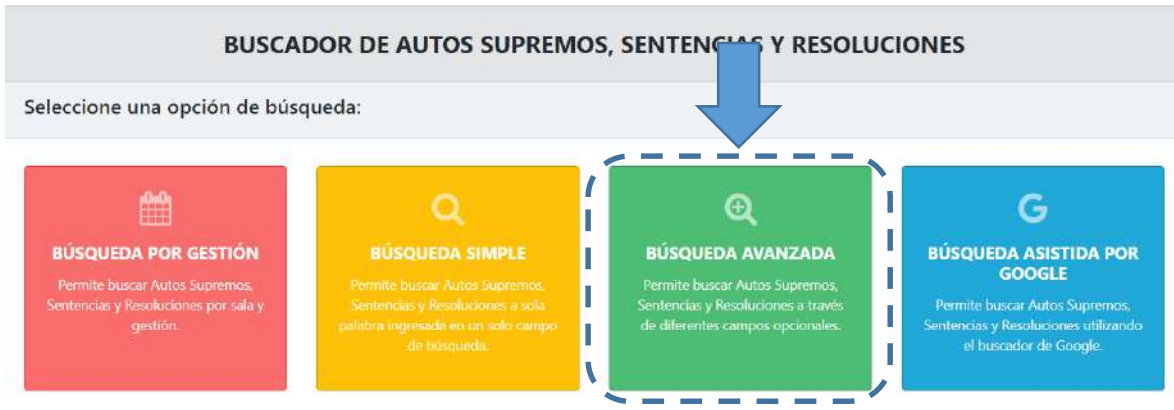 BUSCADOR DE AUTOS SUPREMOS, SENTENCIAS Y RESOLUCIONES
Seleccione una opción de búsqueda:
BÚSQUEDA POR GESTIÓN
Permite buscar Autos Supremos,
Sentencias y Resoluciones por sala y
gestión.
BÚSQUEDA SIMPLE
Permite buscar Autos Supremos,
Sentencias y Resoluciones a sola
palabra ingresada en un solo campo
de búsqueda.
BÚSQUEDA AVANZADA
Permite buscar Autos Supremos,
Sentencias y Resoluciones a través
de diferentes campos opcionales.
G
BÚSQUEDA ASISTIDA POR
GOOGLE
Permite buscar Autos Supremos,
Sentencias y Resoluciones utilizando
el buscador de Google.